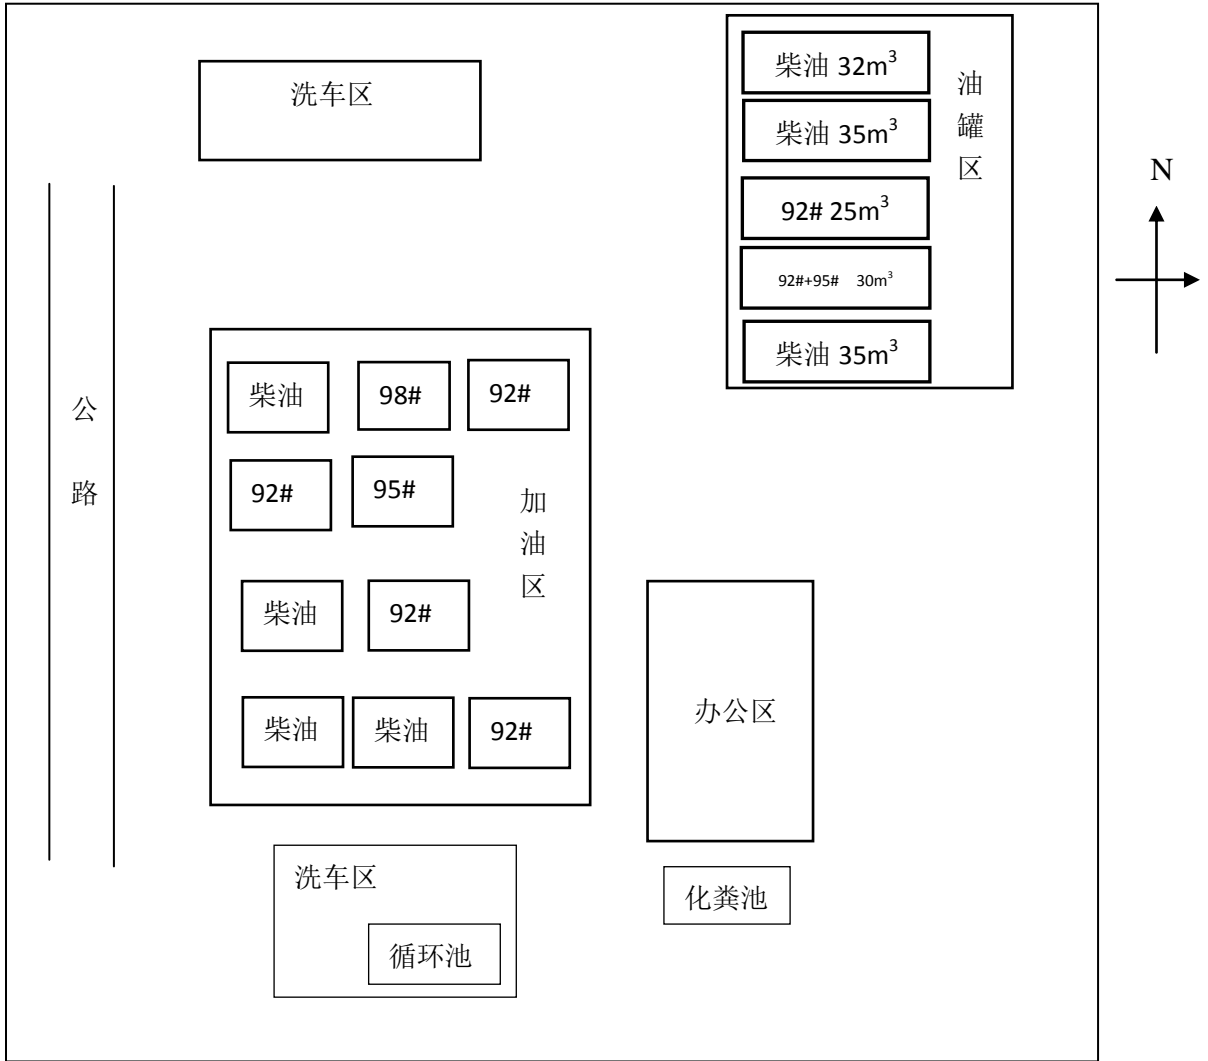 洗车区
柴油 32m³
柴油 35m³
92# 25m³
92#+95# 30m³
柴油 35m³
油罐区
N
公路
柴油
98#
92#
92#
95#
加油区
柴油
92#
柴油
柴油
92#
办公区
洗车区
循环池
化粪池